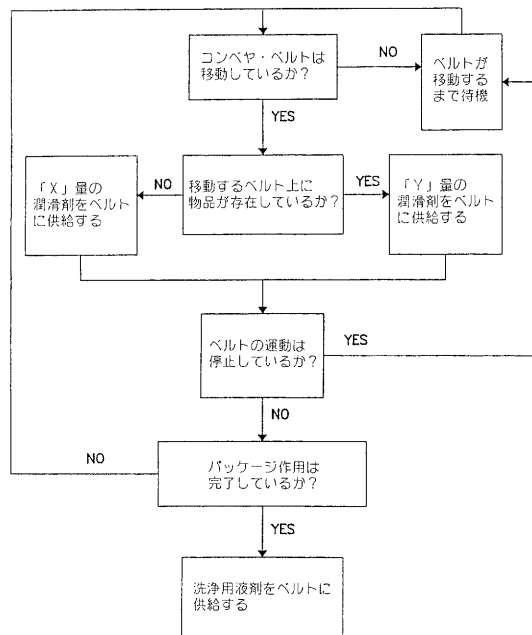 コンベヤ・ベルトは
移動しているか?
NO
ベルトが
移動する
まで待機
YES
「X」量の
潤滑剤をベルト
に供給する
NO
移動するベルト上に
物品が存在しているか?
YES
「Y」量の
潤滑剤をベルト
に供給する
ベルトの運動は
停止しているか?
YES
NO
NO
パッケージ作用は
完了しているか?
YES
洗浄用液剤をベルトに
供給する